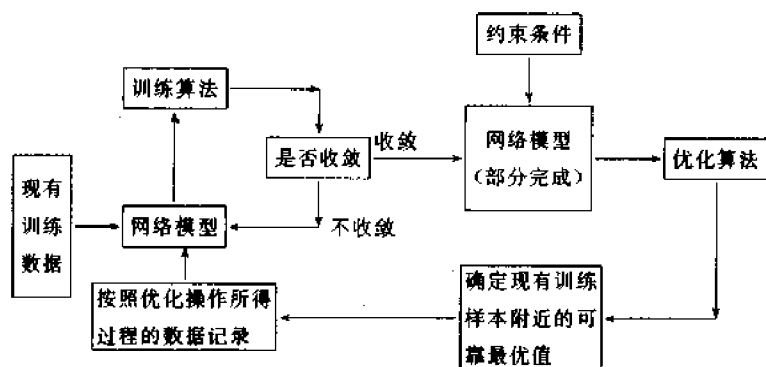 约束条件
训练算法
是否收敛
收敛
网络模型
（部分完成）
优化算法
现有
训练
数据
网络模型
不收敛
按照优化操作所得
过程的数据记录
确定现有训练
样本附近的可
靠最优值